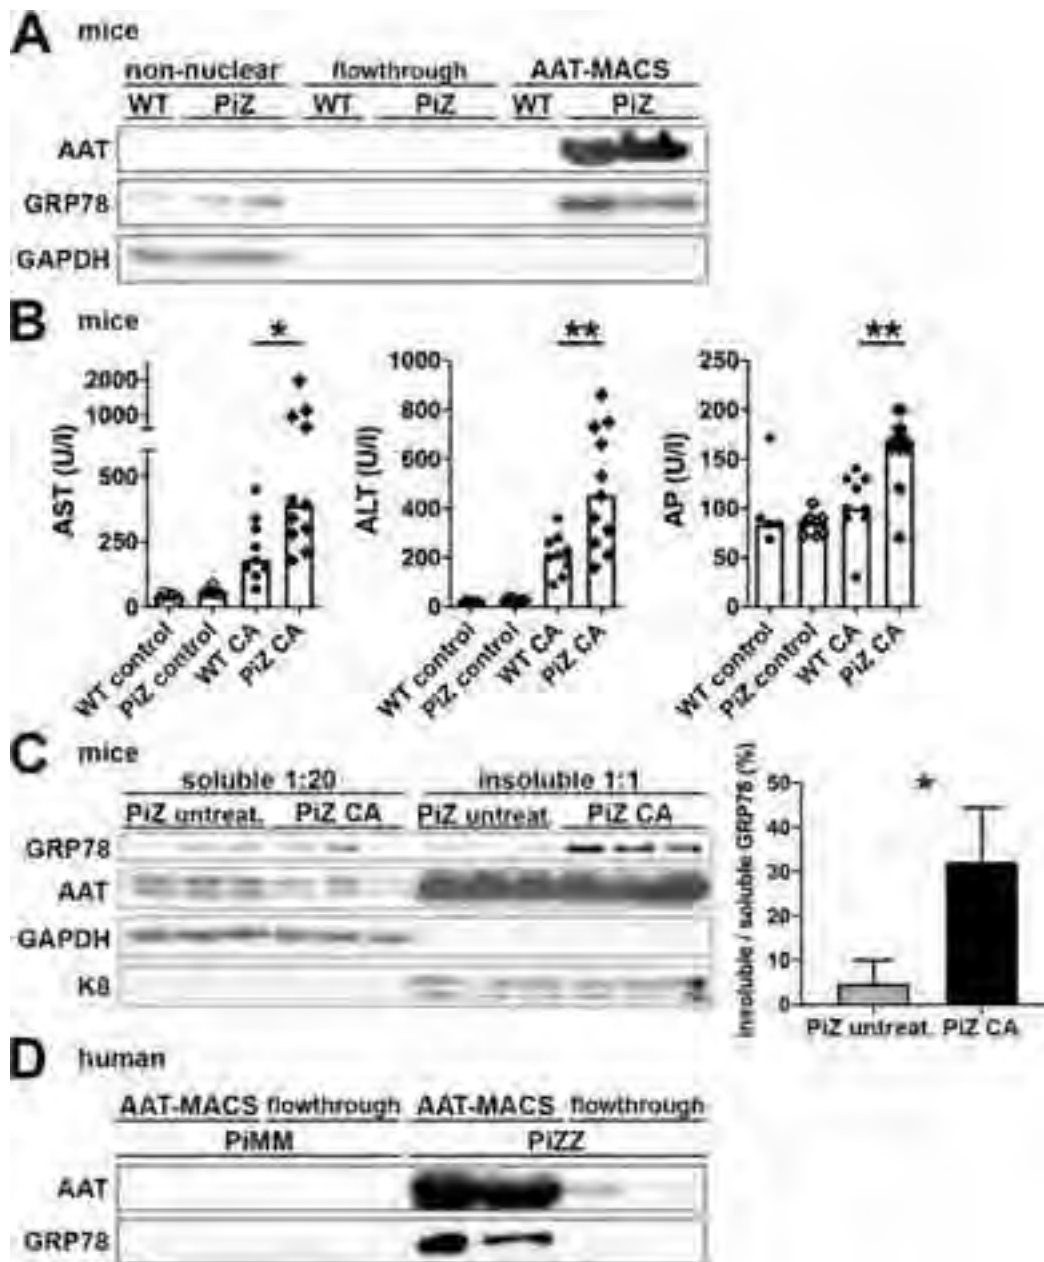 A mice
non-nuclear flowthrough AAT-MACS
WT PiZ WT PiZ WT PiZ
AAT
GRP78
GAPDH
B mice
* ** **
AST (U/l)
2000
1000
500
250
0
WT control
PiZ control
WT CA
PiZ CA
ALT (U/l)
1000
800
600
400
200
0
WT control
PiZ control
WT CA
PiZ CA
AP (U/l)
250
200
150
100
50
0
WT control
PiZ control
WT CA
PiZ CA
C mice
soluble 1:20 insoluble 1:1
PiZ untreat. PiZ CA PiZ untreat. PiZ CA
GRP78
AAT
GAPDH
K8
insoluble / soluble GRP78 (%)
50
40
30
20
10
0
*
PiZ untreat. PiZ CA
D human
AAT-MACS flowthrough AAT-MACS flowthrough
PiMM PiZZ
AAT
GRP78